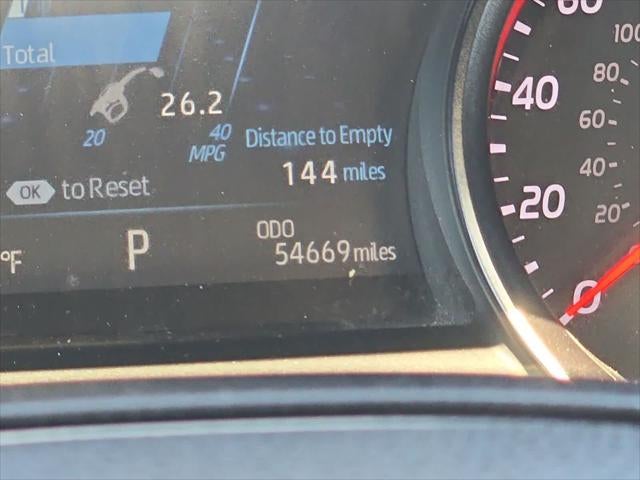 Total
26.2
20 40
MPG
Distance to Empty
144 miles
OK to Reset
°F P ODO
54669 miles
60
40
20
0
100
80
60
40
20